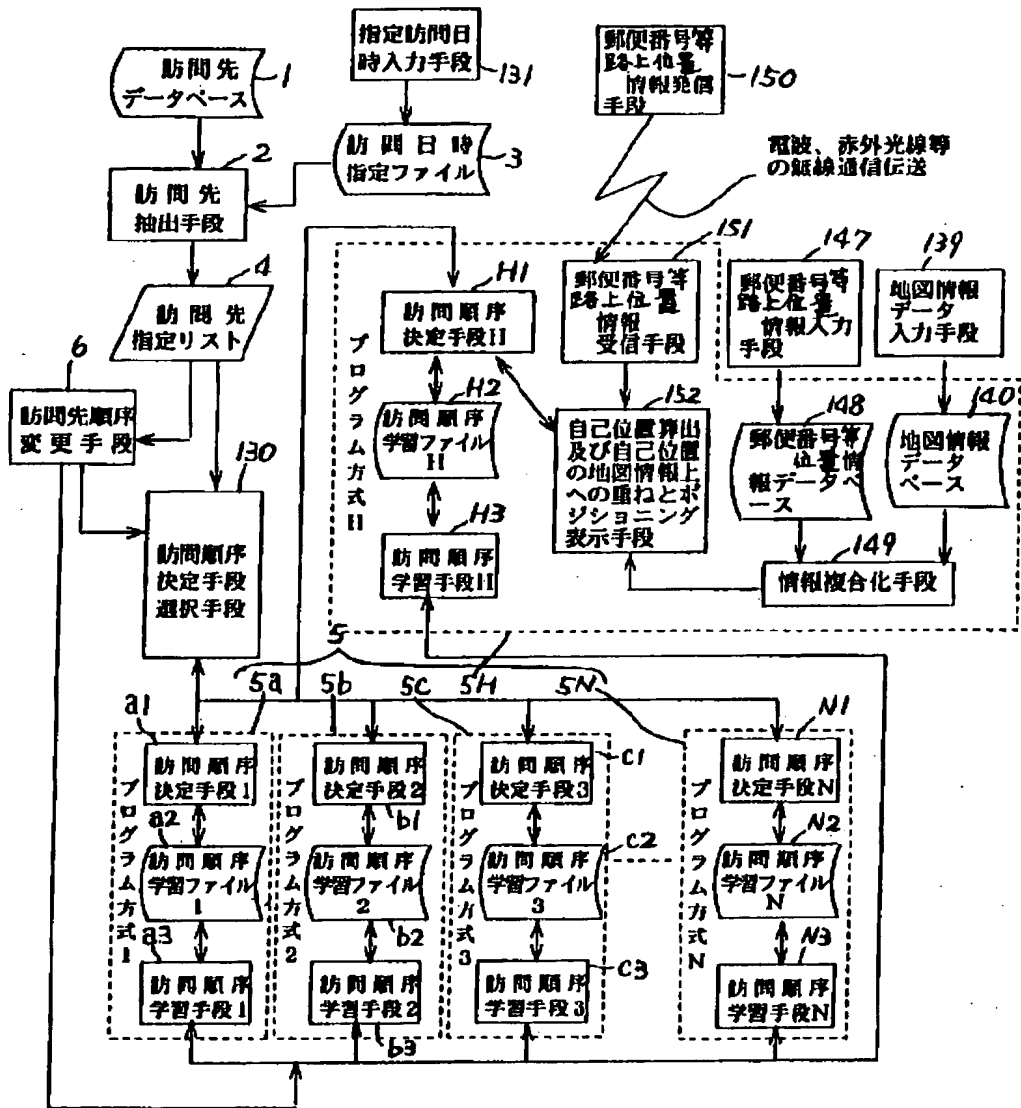 訪問先
データベース
1
指定訪問日
時入力手段
131
郵便番号等
路上位置
情報発信
手段
150
訪問日時
指定ファイル
3
電波、赤外光線等
の無線通信伝送
2
訪問先
抽出手段
4
訪問先
指定リスト
6
訪問先順序
変更手段
130
訪問順序
決定手段
選択手段
プログラム方式H
H1
訪問順序
決定手段H
H2
訪問順序
学習ファイル
H
H3
訪問順序
学習手段H
151
郵便番号等
路上位置
情報
受信手段
147
郵便番号等
路上位置
情報入力
手段
139
地図情報
データ
入力手段
152
自己位置算出
及び自己位置
の地図情報上
への重ねとポ
ジションニング
表示手段
148
郵便番号等
位置情
報データベ
ース
140
地図情報
データ
ベース
149
情報複合化手段
5
5a
5b
5c
5H
5N
a1
プログラム方式1
訪問順序
決定手段1
a2
訪問順序
学習ファイル
1
a3
訪問順序
学習手段1
プログラム方式2
訪問順序
決定手段2
b1
訪問順序
学習ファイル
2
b2
訪問順序
学習手段2
b3
プログラム方式3
訪問順序
決定手段3
C1
訪問順序
学習ファイル
3
C2
訪問順序
学習手段3
C3
プログラム方式N
N1
訪問順序
決定手段N
N2
訪問順序
学習ファイル
N
N3
訪問順序
学習手段N